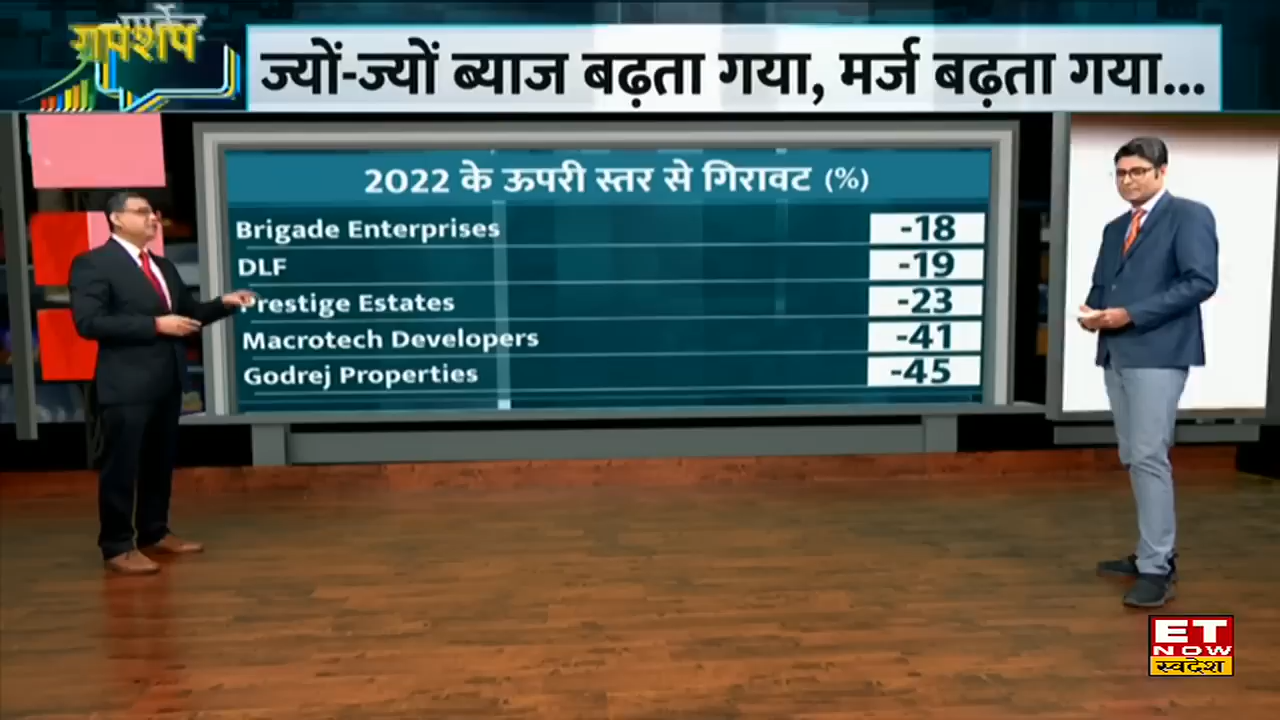 मार्केट
गपशप
ज्यों-ज्यों ब्याज बढ़ता गया, मर्ज बढ़ता गया...
2022 के ऊपरी स्तर से गिरावट (%)
Brigade Enterprises -18
DLF -19
Prestige Estates -23
Macrotech Developers -41
Godrej Properties -45
ET
NOW
स्वदेश